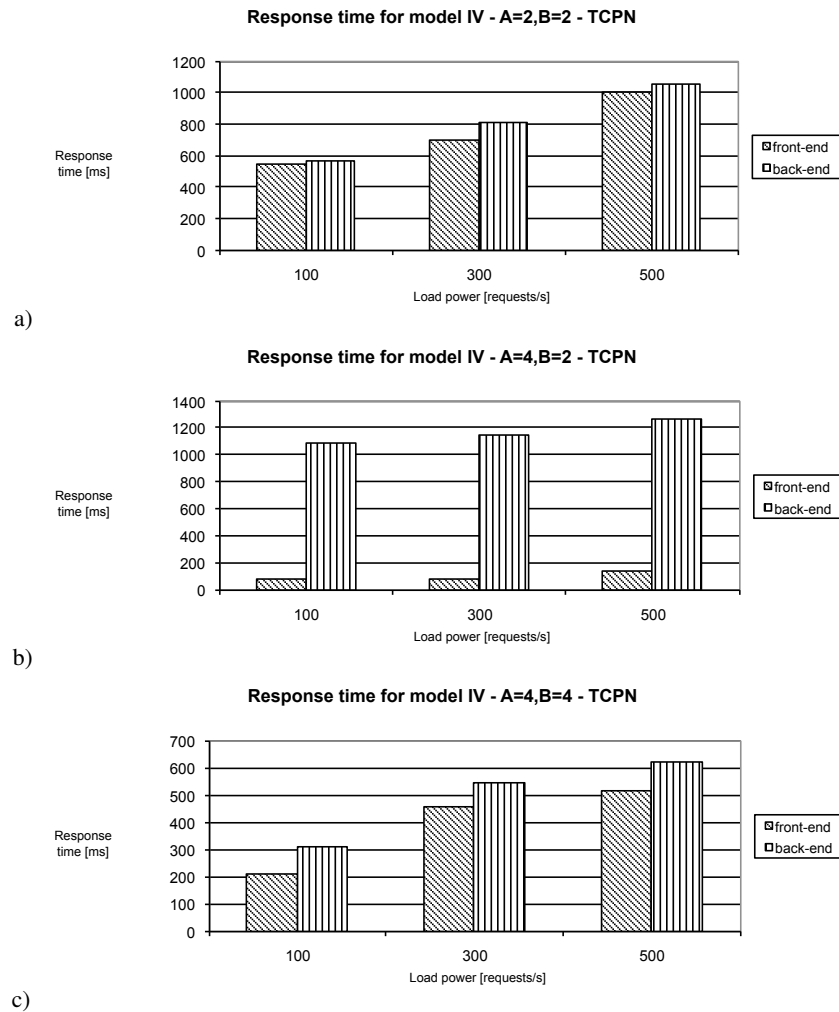 Response time for model IV - A=2,B=2 - TCPN
1200
1000
800
600
400
200
0
Response
time [ms]
100
300
500
Load power [requests/s]
front-end
back-end
a)
Response time for model IV - A=4,B=2 - TCPN
1400
1200
1000
800
600
400
200
0
Response
time [ms]
100
300
500
Load power [requests/s]
front-end
back-end
b)
Response time for model IV - A=4,B=4 - TCPN
700
600
500
400
300
200
100
0
Response
time [ms]
100
300
500
Load power [requests/s]
front-end
back-end
c)